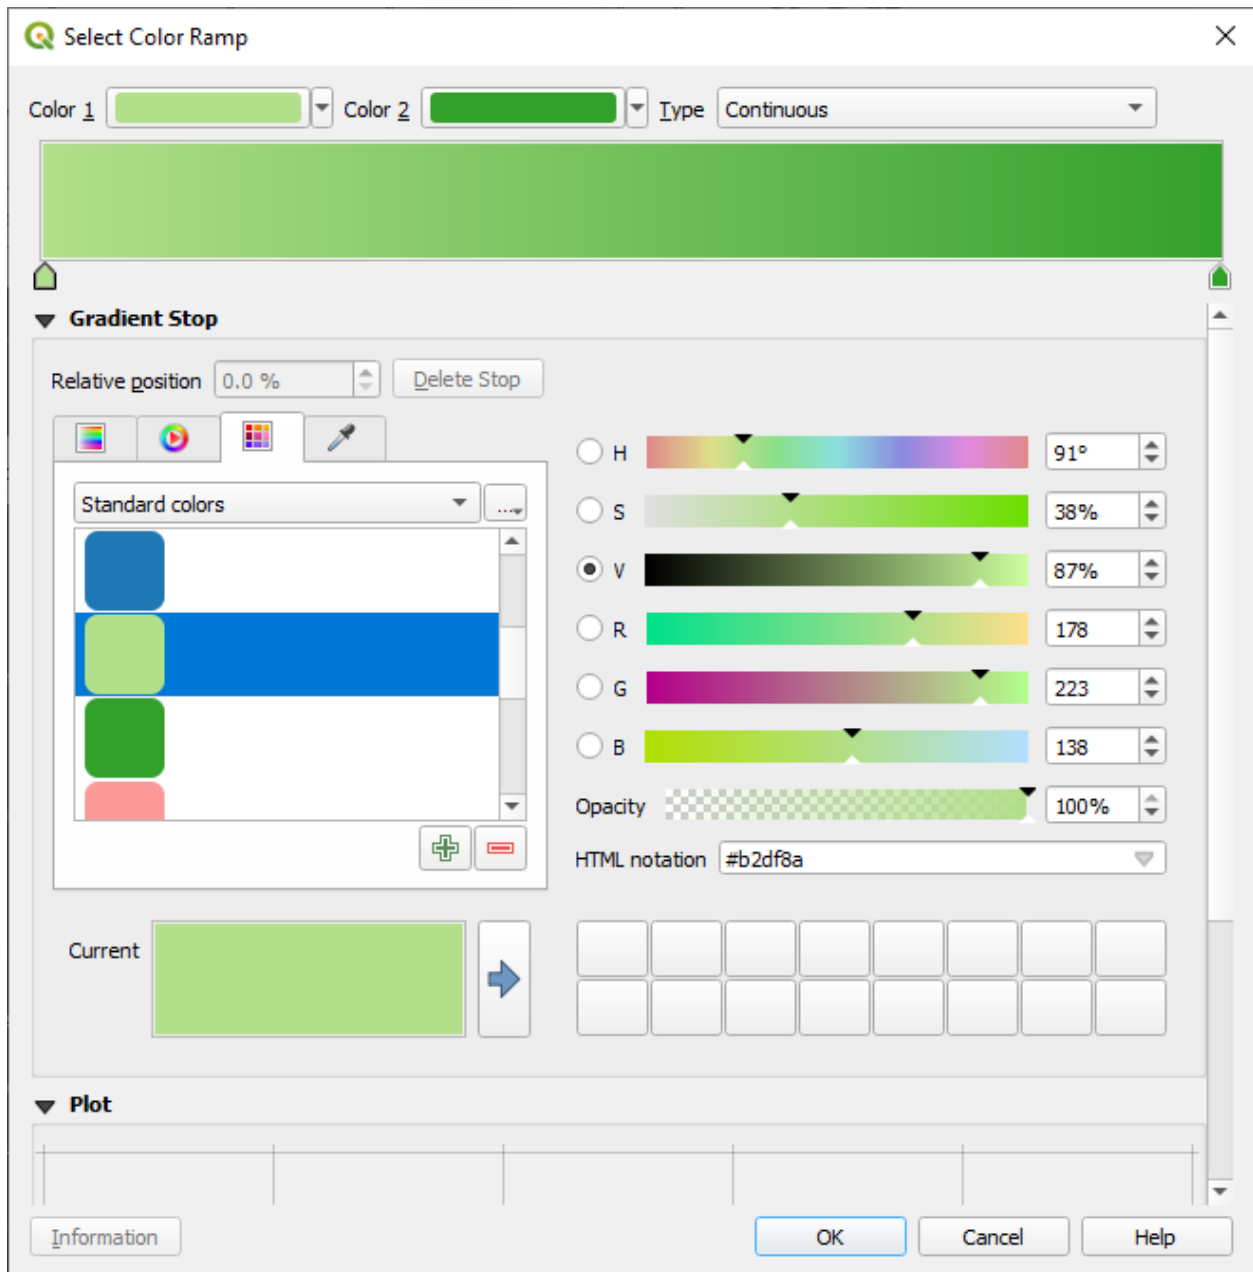 Select Color Ramp
Color 1 Color 2 Type Continuous
Gradient Stop
Relative position 0.0 % Delete Stop
H 91°
Standard colors ...
S 38%
V 87%
R 178
G 223
B 138
Opacity 100%
HTML notation #b2df8a
Current
Plot
Information OK Cancel Help